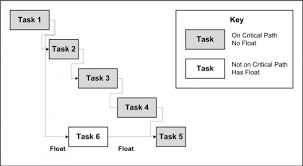 Task 1
Task 2
Task 3
Task 4
Task 6
Task 5
Float
Float
Key
Task
On Critical Path
No Float
Task
Not on Critical Path
Has Float